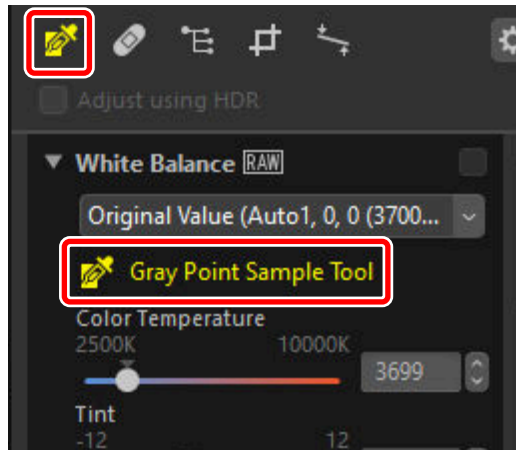 Adjust using HDR
White Balance RAW
Original Value (Auto1, 0, 0 (3700...
Gray Point Sample Tool
Color Temperature
2500K 10000K
3699
Tint
-12 12